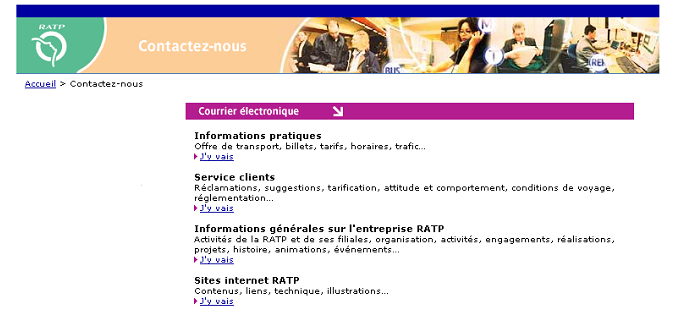 RATP
Contactez-nous
BUS
RER
Accueil > Contactez-nous
Courrier électronique
Informations pratiques
Offre de transport, billets, tarifs, horaires, trafic...
J'y vais
Service clients
Réclamations, suggestions, tarification, attitude et comportement, conditions de voyage,
réglementation...
J'y vais
Informations générales sur l'entreprise RATP
Activités de la RATP et de ses filiales, organisation, activités, engagements, réalisations,
projets, histoire, animations, événements...
J'y vais
Sites internet RATP
Contenus, liens, technique, illustrations...
J'y vais